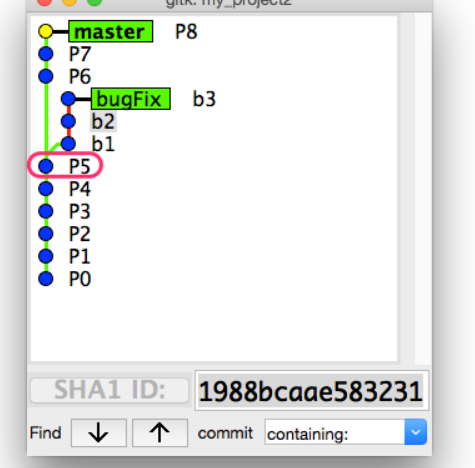 gitk: my_project2
master P8
P7
P6
bugFix b3
b2
b1
P5
P4
P3
P2
P1
P0
SHA1 ID: 1988bcaae583231
Find ↓ ↑ commit containing: